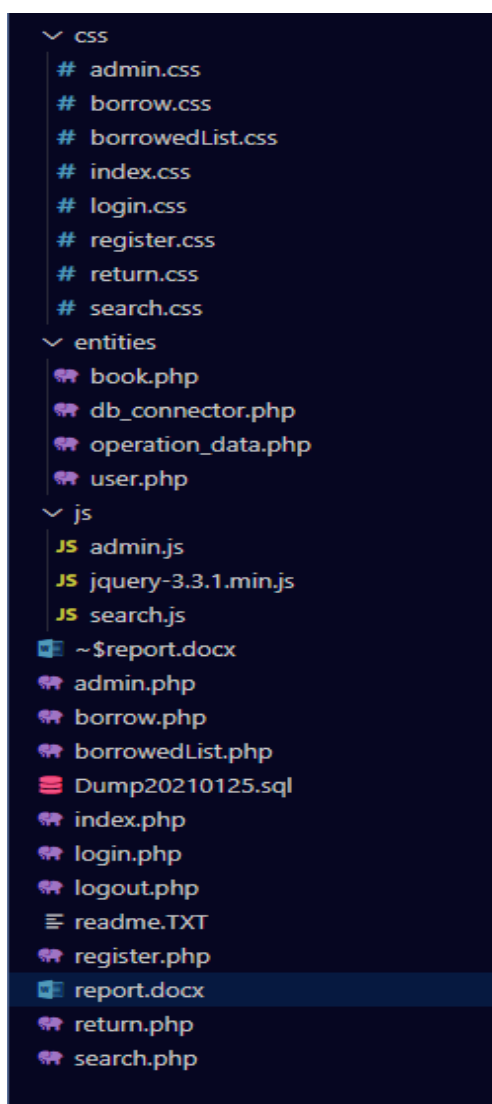 css
# admin.css
# borrow.css
# borrowedList.css
# index.css
# login.css
# register.css
# return.css
# search.css
entities
book.php
db_connector.php
operation_data.php
user.php
js
JS admin.js
JS jquery-3.3.1.min.js
JS search.js
~$report.docx
admin.php
borrow.php
borrowedList.php
Dump20210125.sql
index.php
login.php
logout.php
readme.TXT
register.php
report.docx
return.php
search.php